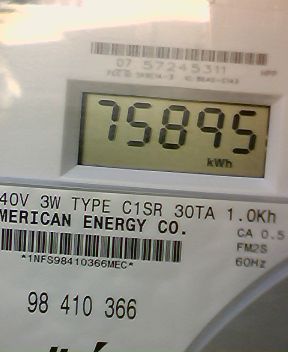 07 57245311
HPP
75895
kWh
40V 3W TYPE C1SR 30TA 1.0Kh
MERICAN ENERGY CO.
CA 0.5
FM2S
60Hz
*1NFS98410366MEC*
98 410 366